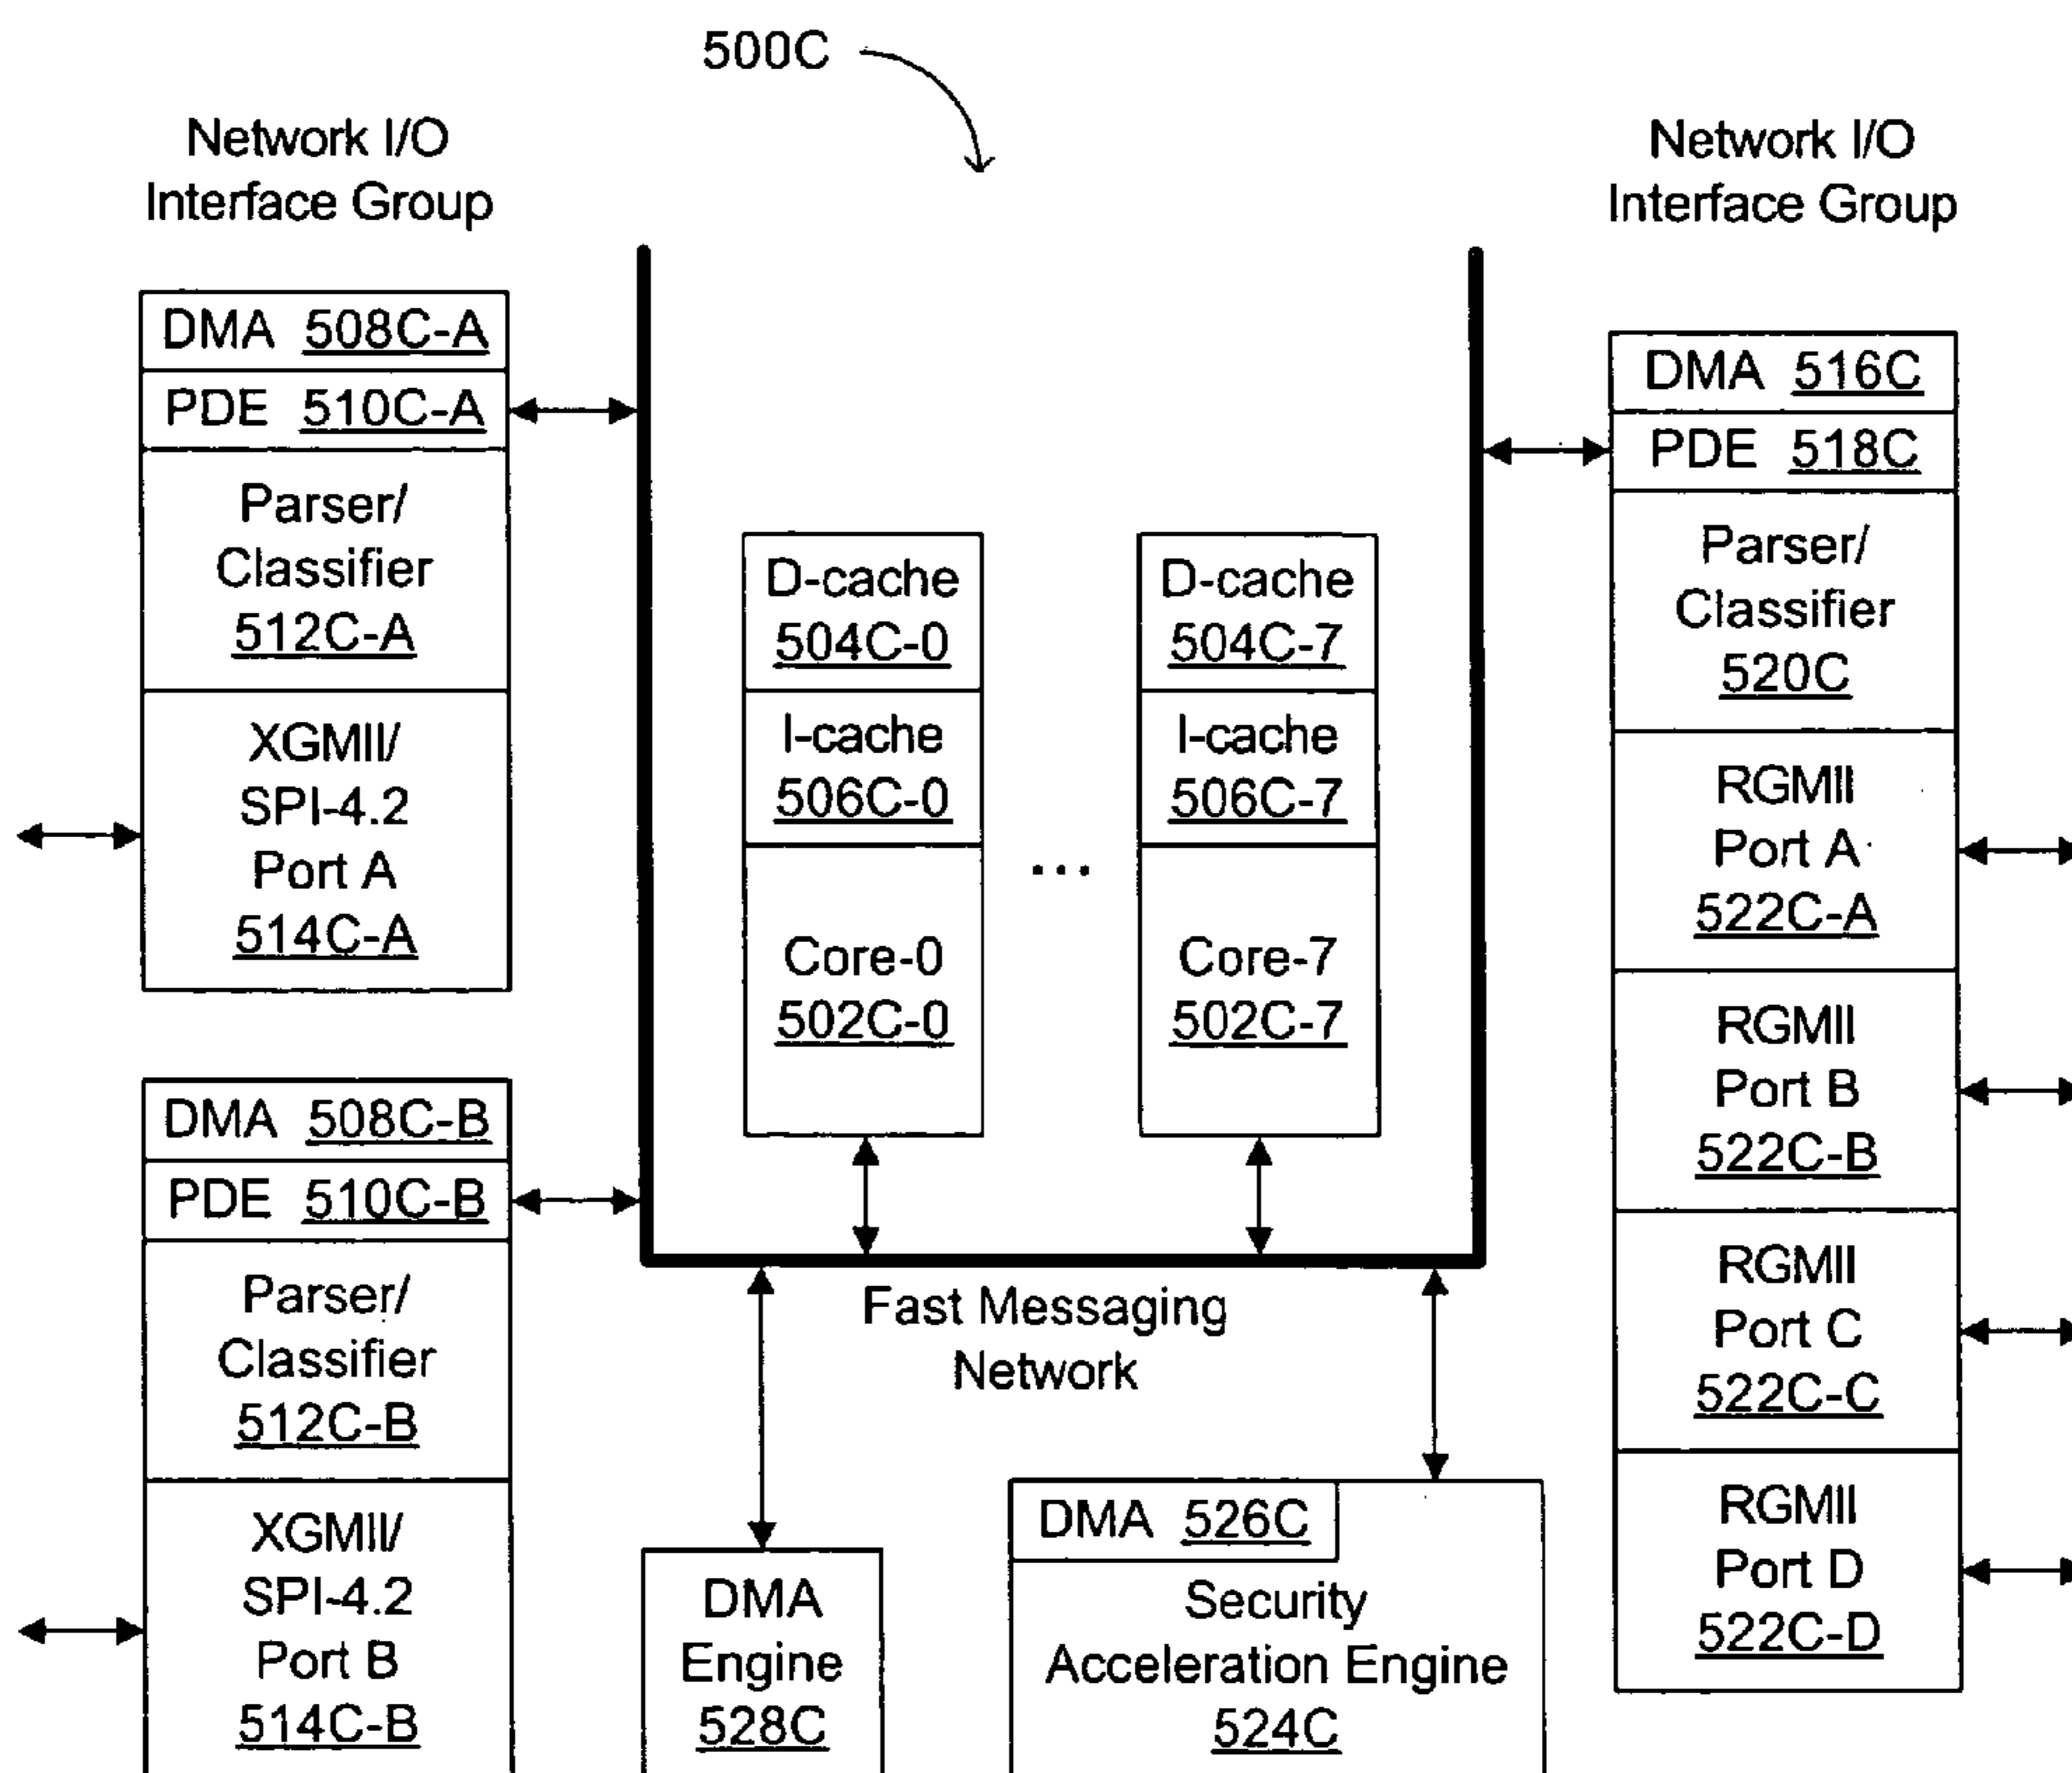 500C
Network I/O
Interface Group
DMA 508C-A
PDE 510C-A
Parser/
Classifier
512C-A
XGMII/
SPI-4.2
Port A
514C-A
DMA 508C-B
PDE 510C-B
Parser/
Classifier
512C-B
XGMII/
SPI-4.2
Port B
514C-B
D-cache
504C-0
I-cache
506C-0
Core-0
502C-0
...
D-cache
504C-7
I-cache
506C-7
Core-7
502C-7
Fast Messaging
Network
DMA
Engine
528C
DMA 526C
Security
Acceleration Engine
524C
Network I/O
Interface Group
DMA 516C
PDE 518C
Parser/
Classifier
520C
RGMII
Port A
522C-A
RGMII
Port B
522C-B
RGMII
Port C
522C-C
RGMII
Port D
522C-D